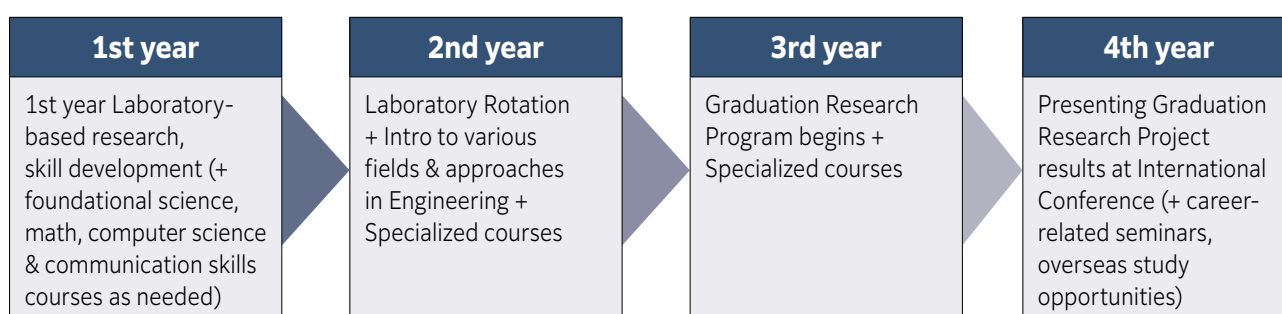 1st year
1st year Laboratory-
based research,
skill development (+
foundational science,
math, computer science
& communication skills
courses as needed)
2nd year
Laboratory Rotation
+ Intro to various
fields & approaches
in Engineering +
Specialized courses
3rd year
Graduation Research
Program begins +
Specialized courses
4th year
Presenting Graduation
Research Project
results at International
Conference (+ career-
related seminars,
overseas study
opportunities)